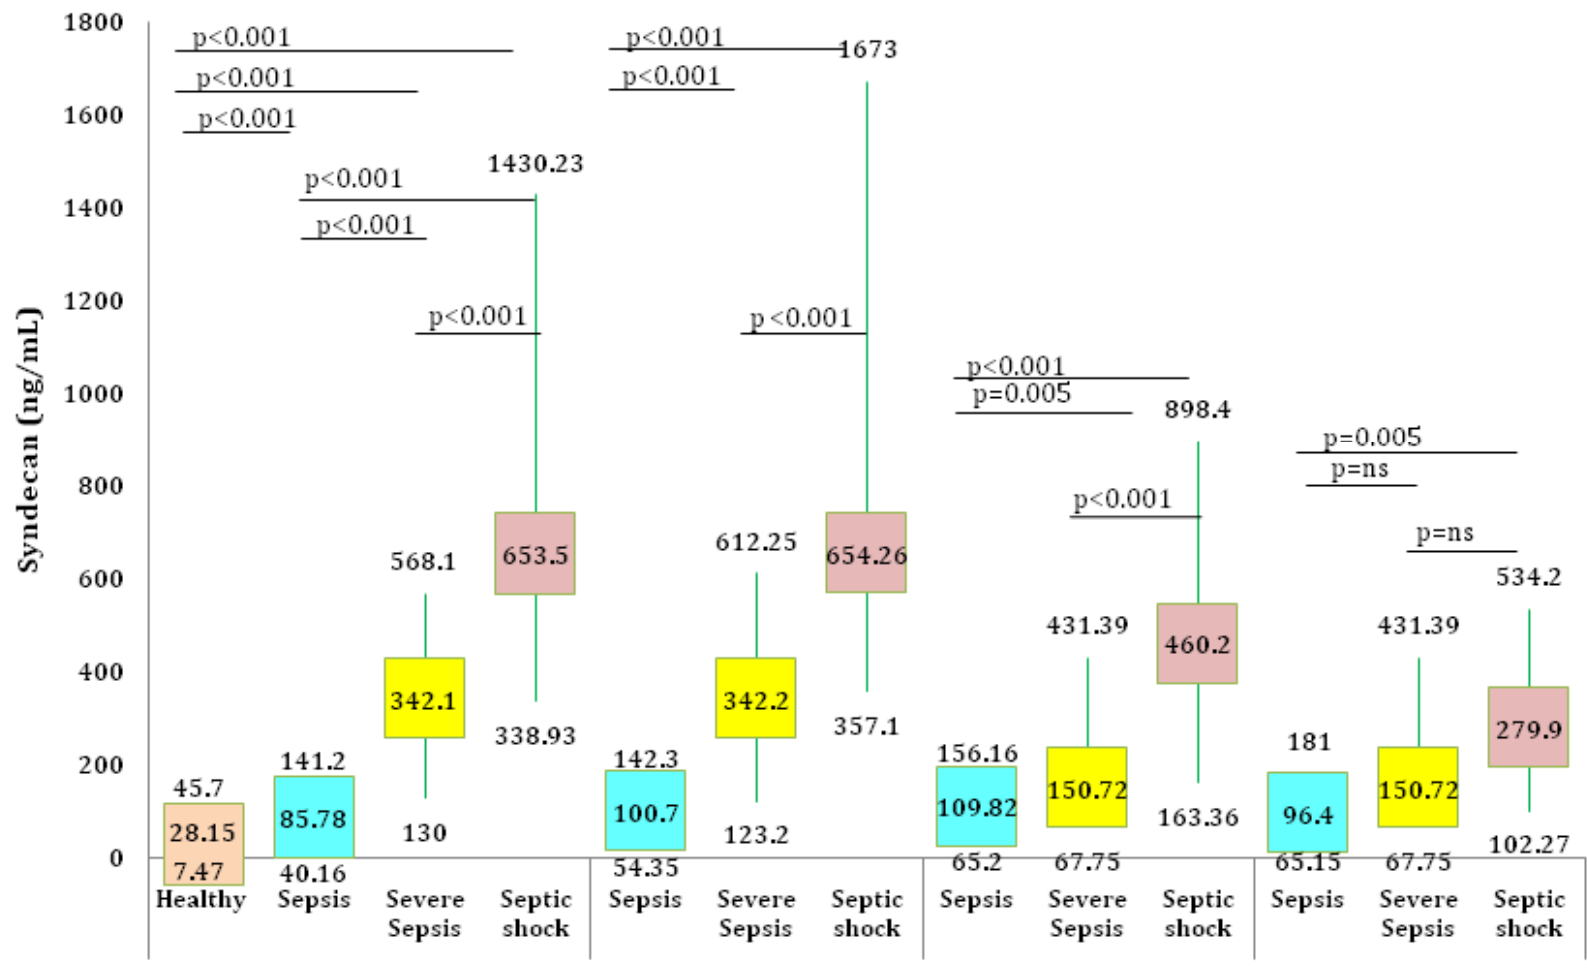 1800
1600
1400
1200
1000
800
600
400
200
0
Syndecan (ng/mL)
p<0.001
p<0.001
p<0.001
p<0.001
p<0.001
p<0.001
1430.23
653.5
338.93
568.1
342.1
130
141.2
85.78
40.16
45.7
28.15
7.47
p<0.001
p<0.001
1673
p<0.001
654.26
357.1
612.25
342.2
123.2
142.3
100.7
54.35
p<0.001
p=0.005
898.4
p<0.001
460.2
163.36
431.39
150.72
67.75
156.16
109.82
65.2
p=0.005
p=ns
p=ns
534.2
279.9
102.27
431.39
150.72
67.75
181
96.4
65.15
Healthy
Sepsis
Severe
Sepsis
Septic
shock
Sepsis
Severe
Sepsis
Septic
shock
Sepsis
Severe
Sepsis
Septic
shock
Sepsis
Severe
Sepsis
Septic
shock